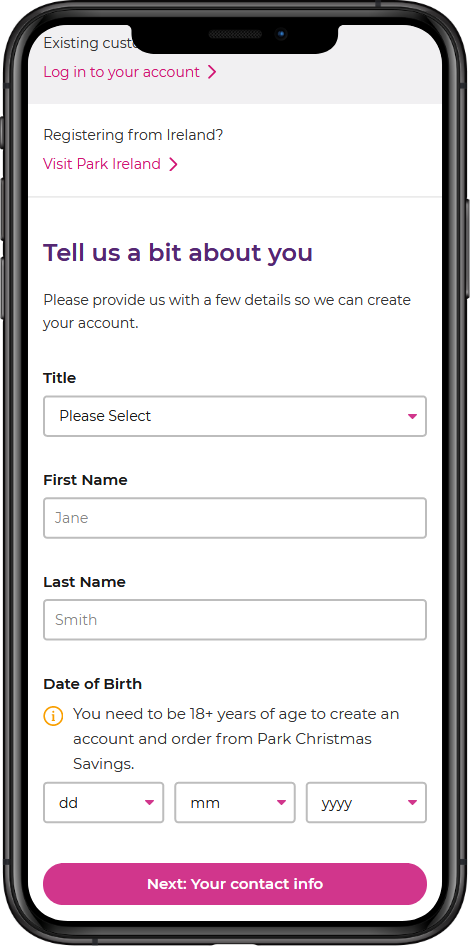 Existing
Log in to your account
Registering from Ireland?
Visit Park Ireland
Tell us a bit about you
Please provide us with a few details so we can create
your account.
Title
Please Select
First Name
Jane
Last Name
Smith
Date of Birth
You need to be 18+ years of age to create an
account and order from Park Christmas
Savings.
dd mm yyyy
Next: Your contact info